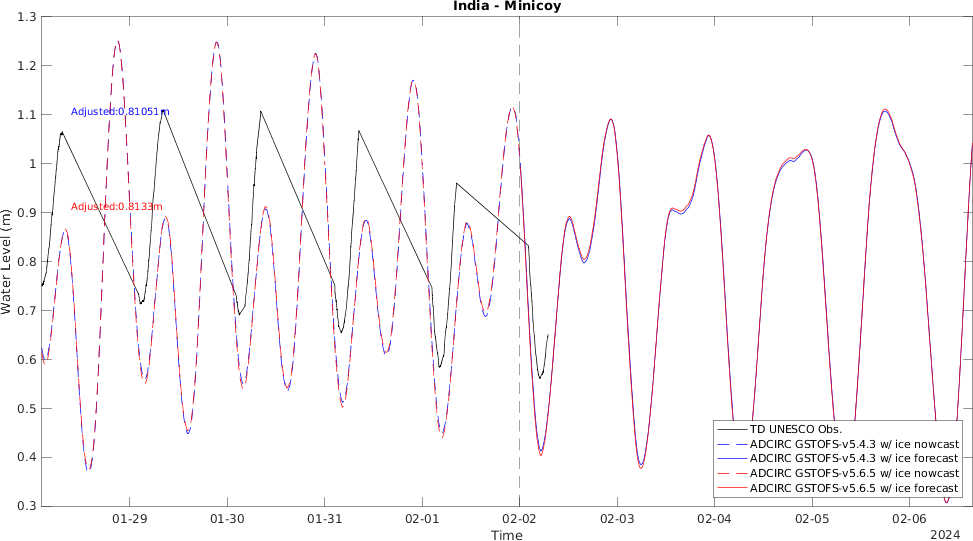 India - Minicoy
1.3
1.2
1.1
1
0.9
0.8
0.7
0.6
0.5
0.4
0.3
Water Level (m)
Adjusted:0.81051m
Adjusted:0.8133m
TD UNESCO Obs.
ADCIRC GSTOFS-v5.4.3 w/ ice nowcast
ADCIRC GSTOFS-v5.4.3 w/ ice forecast
ADCIRC GSTOFS-v5.6.5 w/ ice nowcast
ADCIRC GSTOFS-v5.6.5 w/ ice forecast
01-29 01-30 01-31 02-01 02-02 02-03 02-04 02-05 02-06
Time
2024